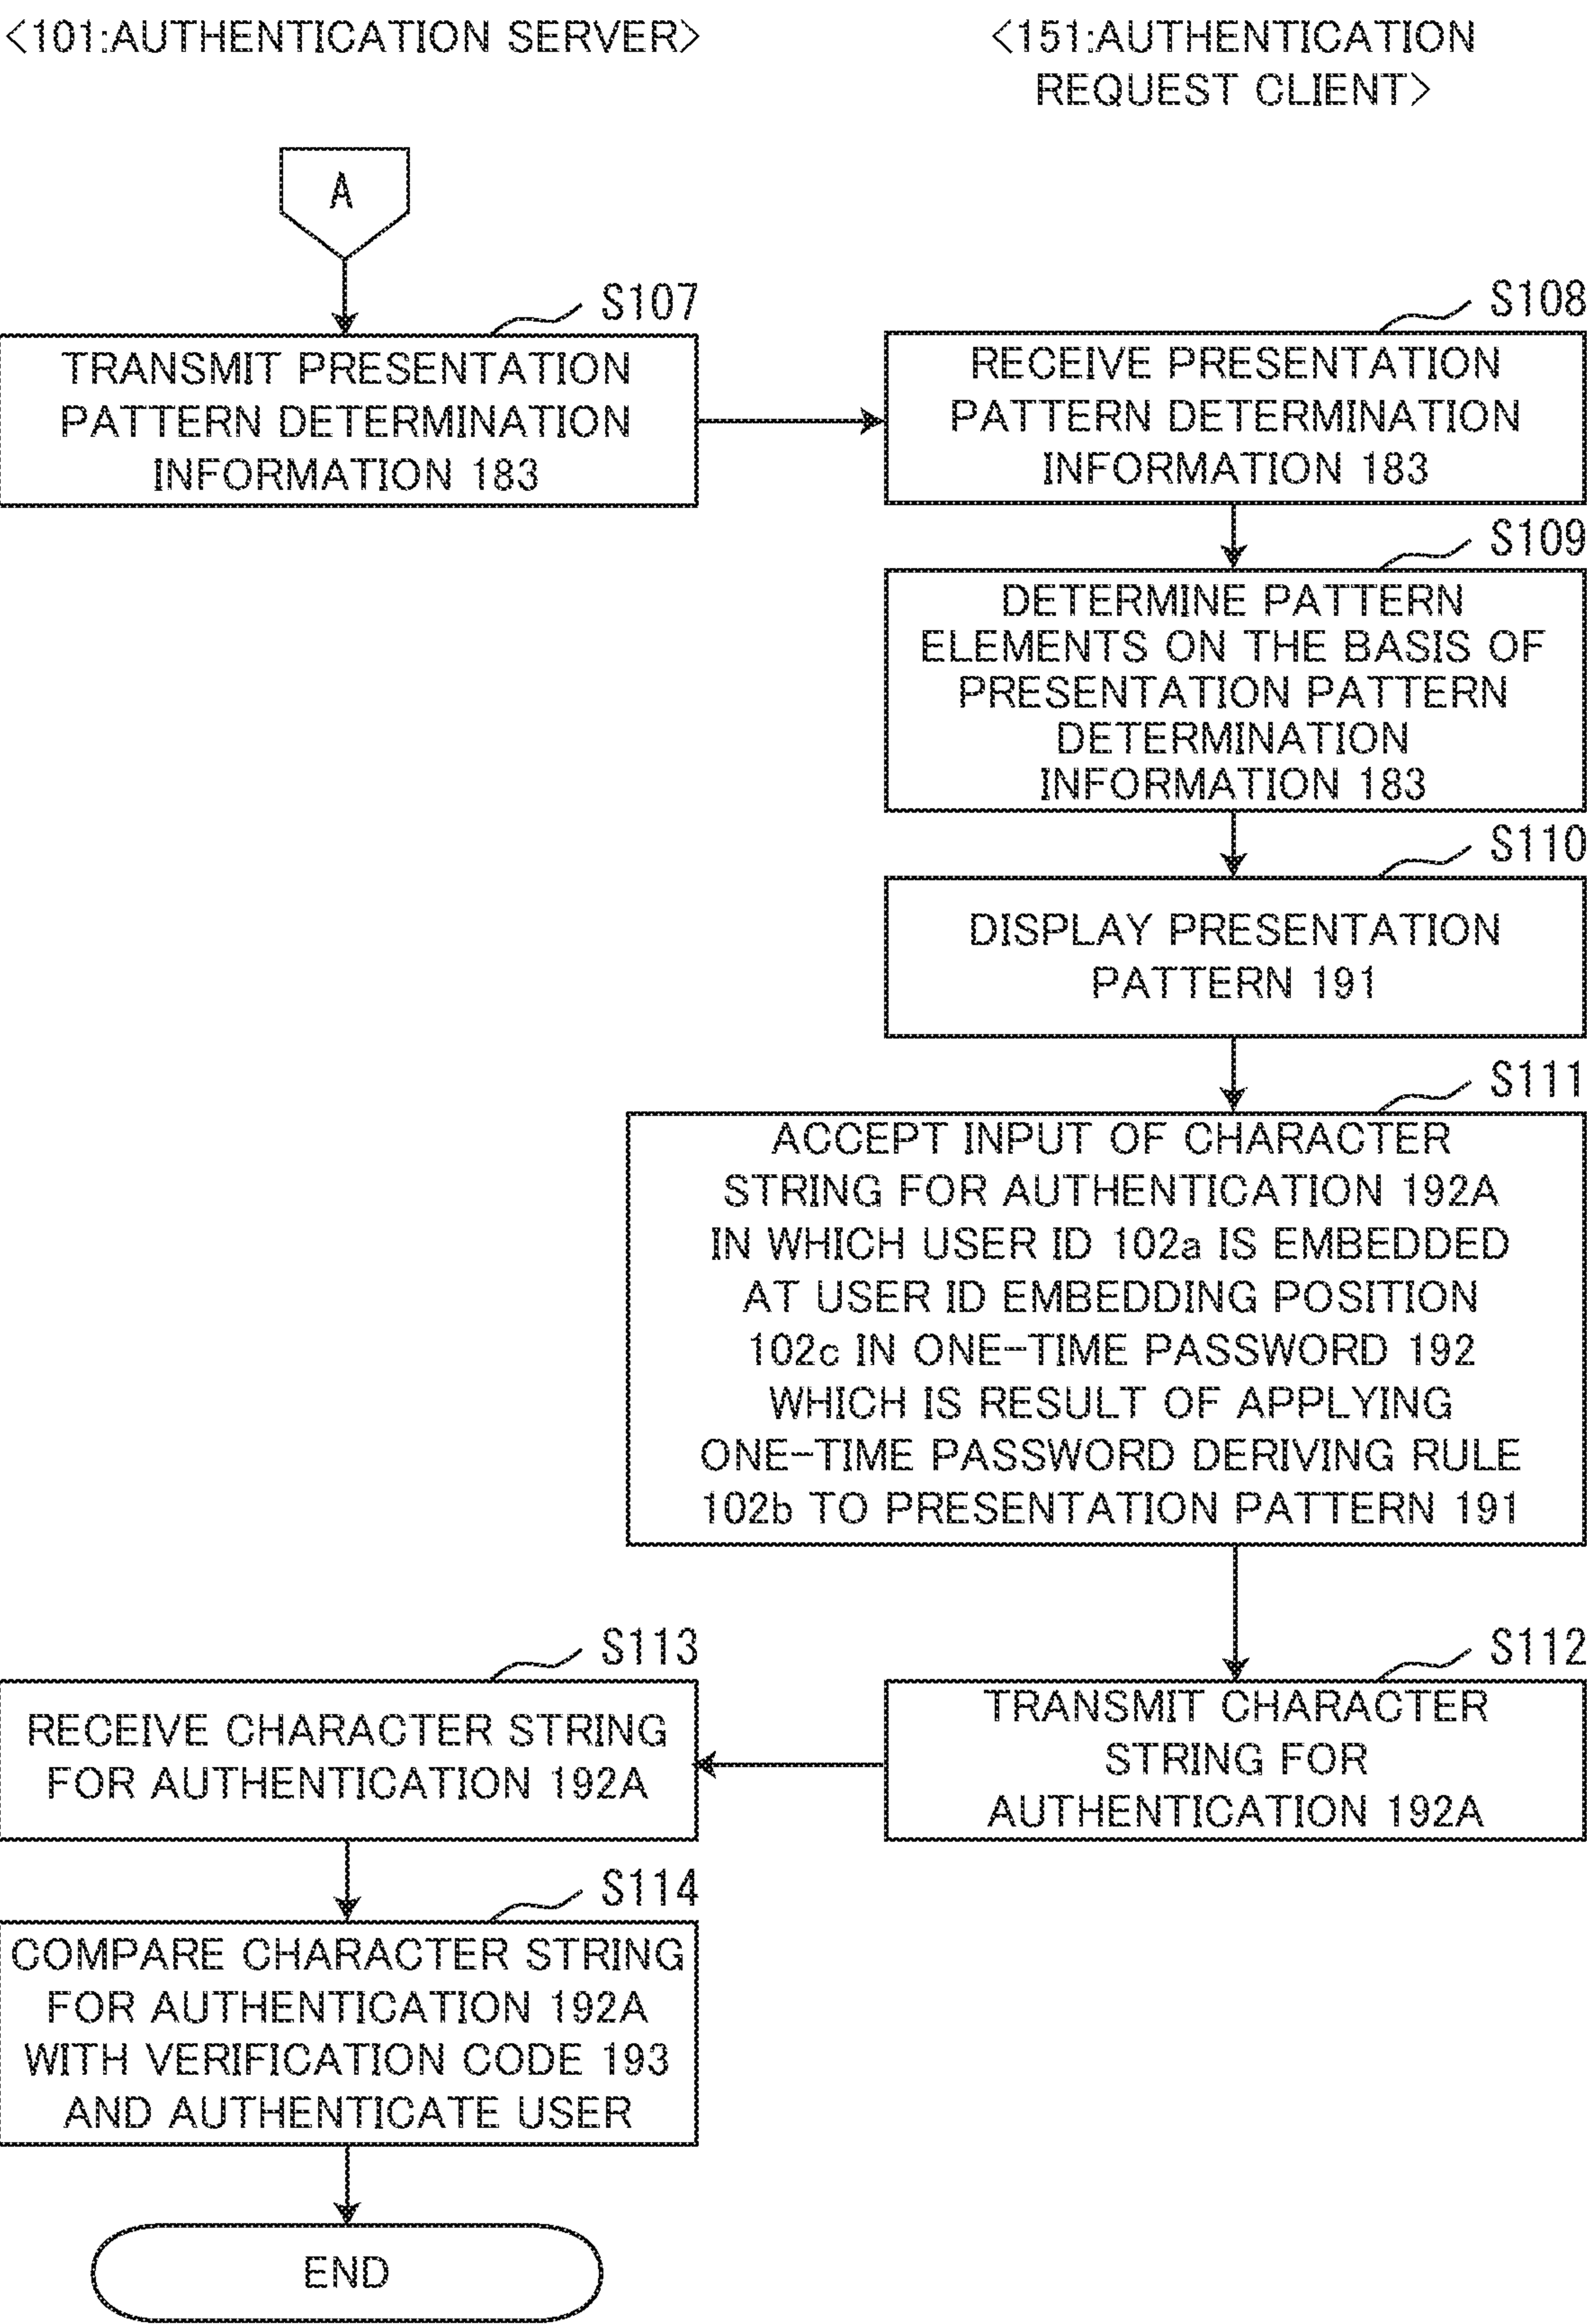 <101:AUTHENTICATION SERVER>
<151:AUTHENTICATION
REQUEST CLIENT>
A
S107
TRANSMIT PRESENTATION
PATTERN DETERMINATION
INFORMATION 183
S108
RECEIVE PRESENTATION
PATTERN DETERMINATION
INFORMATION 183
S109
DETERMINE PATTERN
ELEMENTS ON THE BASIS OF
PRESENTATION PATTERN
DETERMINATION
INFORMATION 183
S110
DISPLAY PRESENTATION
PATTERN 191
S111
ACCEPT INPUT OF CHARACTER
STRING FOR AUTHENTICATION 192A
IN WHICH USER ID 102a IS EMBEDDED
AT USER ID EMBEDDING POSITION
102c IN ONE-TIME PASSWORD 192
WHICH IS RESULT OF APPLYING
ONE-TIME PASSWORD DERIVING RULE
102b TO PRESENTATION PATTERN 191
S112
TRANSMIT CHARACTER
STRING FOR
AUTHENTICATION 192A
S113
RECEIVE CHARACTER STRING
FOR AUTHENTICATION 192A
S114
COMPARE CHARACTER STRING
FOR AUTHENTICATION 192A
WITH VERIFICATION CODE 193
AND AUTHENTICATE USER
END